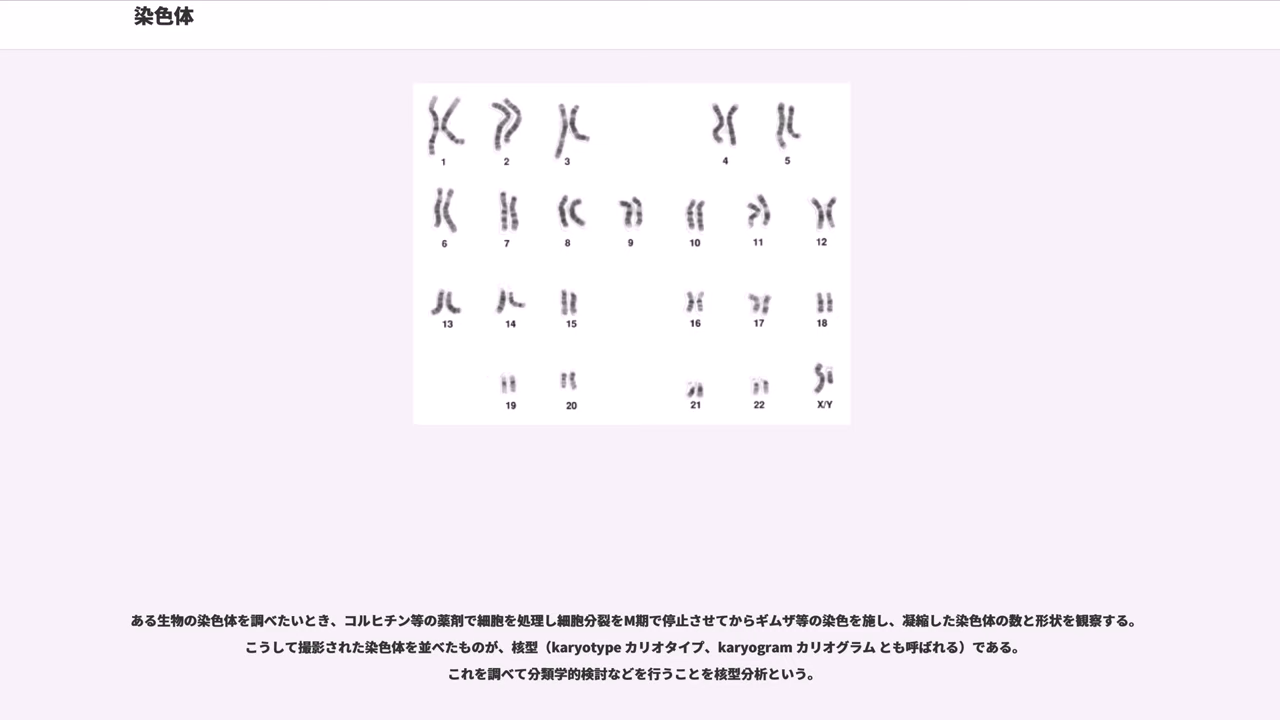 染色体
1 2 3 4 5
6 7 8 9 10 11 12
13 14 15 16 17 18
19 20 21 22 X/Y
ある生物の染色体を調べたいとき、コルヒチン等の薬剤で細胞を処理し細胞分裂をM期で停止させてからギムザ等の染色を施し、凝縮した染色体の数と形状を観察する。
こうして撮影された染色体を並べたものが、核型（karyotype カリオタイプ、karyogram カリオグラム とも呼ばれる）である。
これを調べて分類学的検討などを行うことを核型分析という。